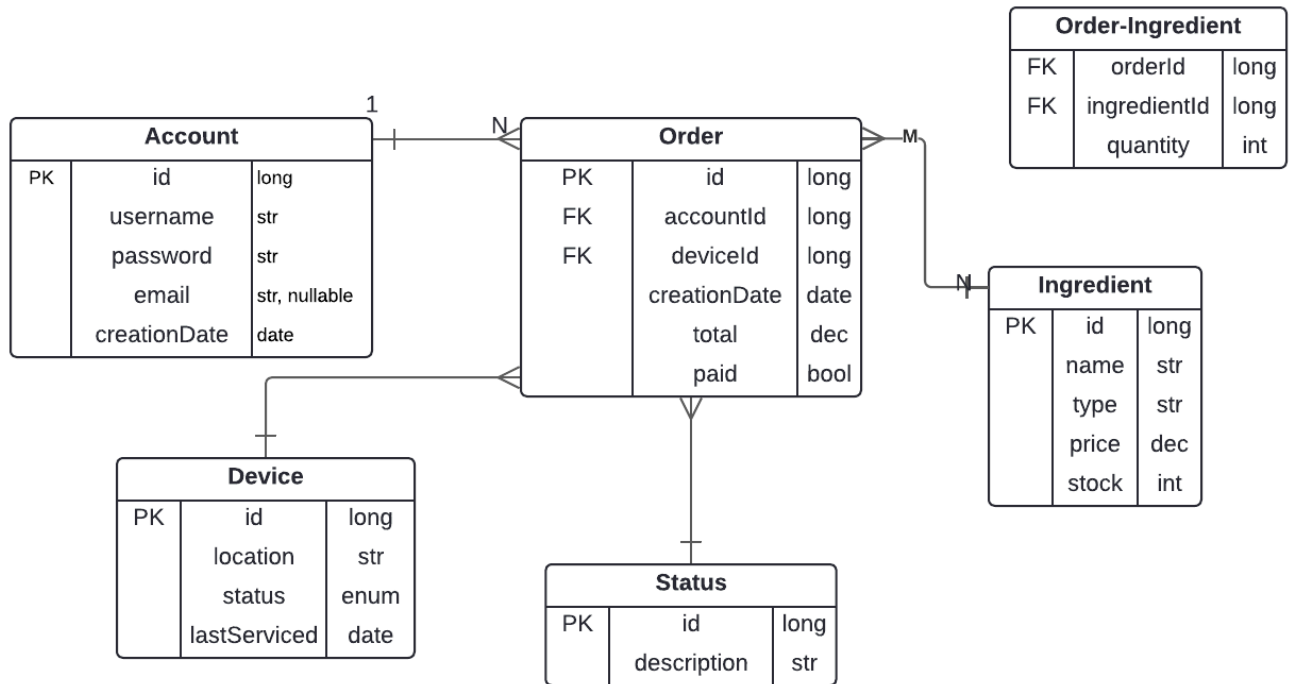 Order-Ingredient
FK orderId long
FK ingredientId long
quantity int
1
N
M
N
Account
PK id long
username str
password str
email str, nullable
creationDate date
Order
PK id long
FK accountId long
FK deviceId long
creationDate date
total dec
paid bool
Ingredient
PK id long
name str
type str
price dec
stock int
Device
PK id long
location str
status enum
lastServiced date
Status
PK id long
description str